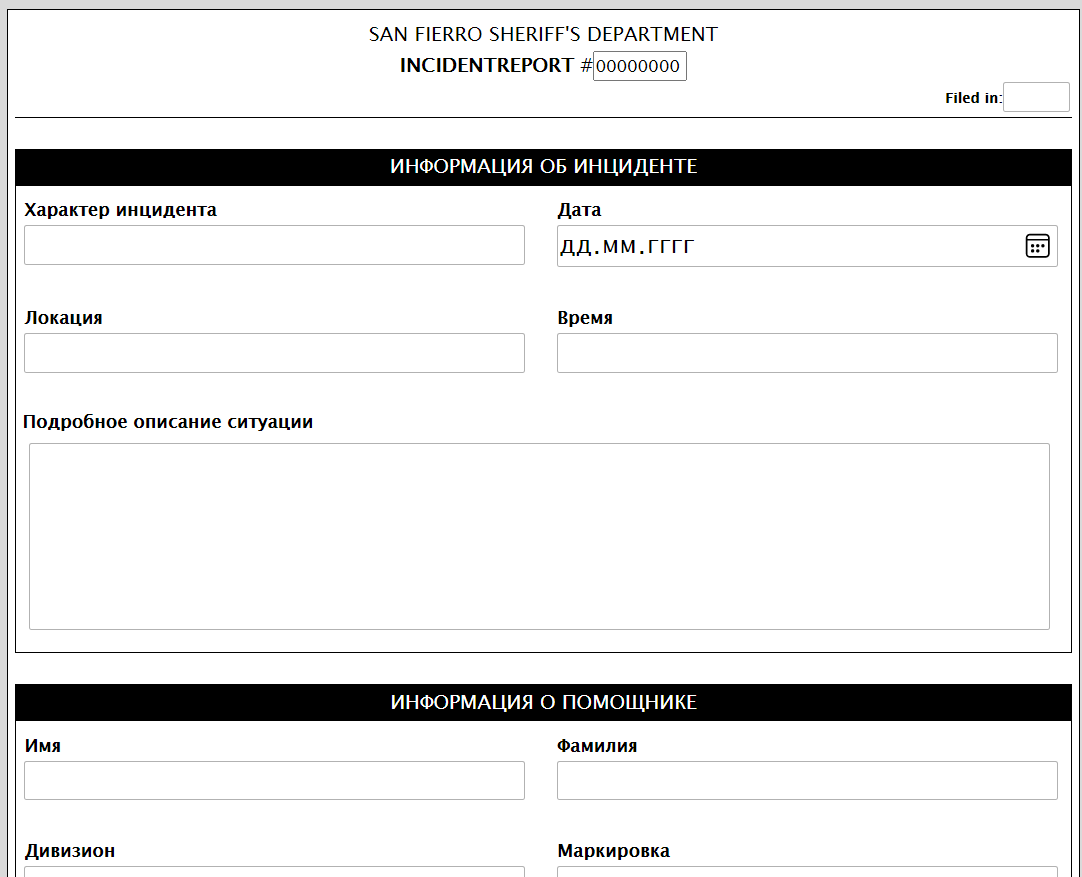 SAN FIERRO SHERIFF'S DEPARTMENT
INCIDENTREPORT #00000000
Filed in:
ИНФОРМАЦИЯ ОБ ИНЦИДЕНТЕ
Характер инцидента Дата
ДД.ММ.ГГГГ
Локация Время
Подробное описание ситуации
ИНФОРМАЦИЯ О ПОМОЩНИКЕ
Имя Фамилия
Дивизион Маркировка